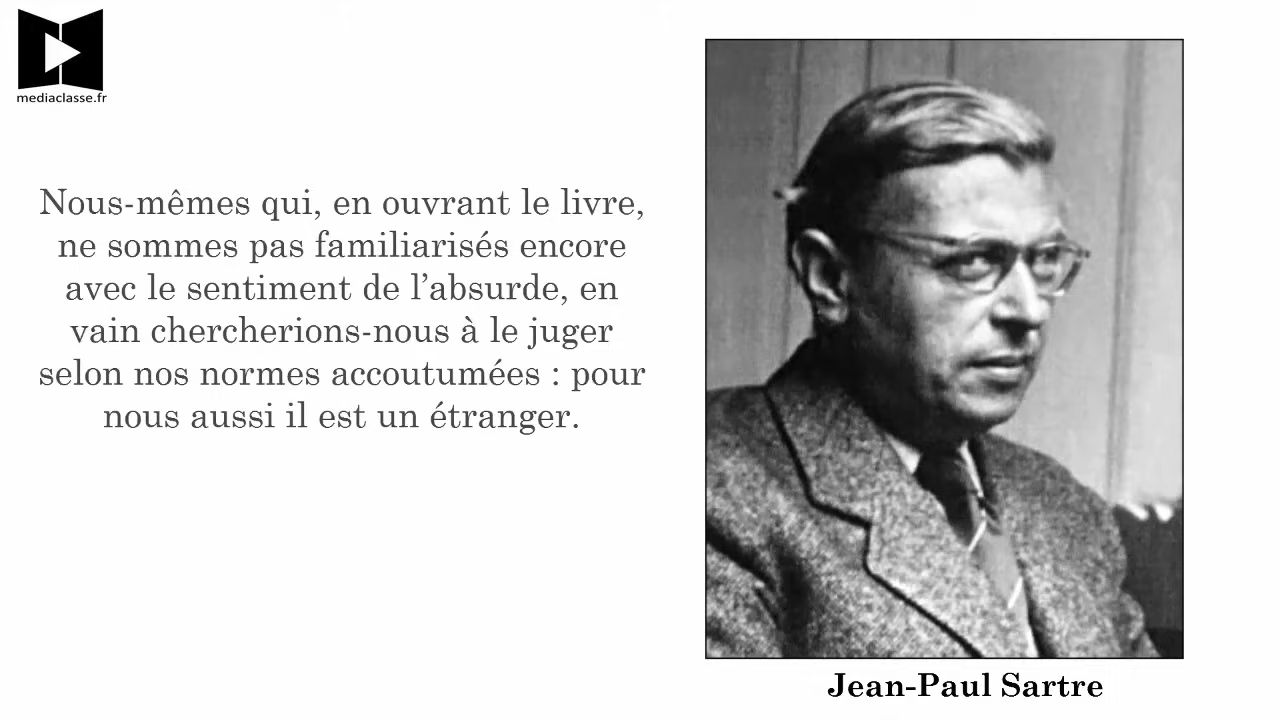 mediaclasse.fr
Nous-mêmes qui, en ouvrant le livre,
ne sommes pas familiarisés encore
avec le sentiment de l’absurde, en
vain chercherions-nous à le juger
selon nos normes accoutumées : pour
nous aussi il est un étranger.
Jean-Paul Sartre